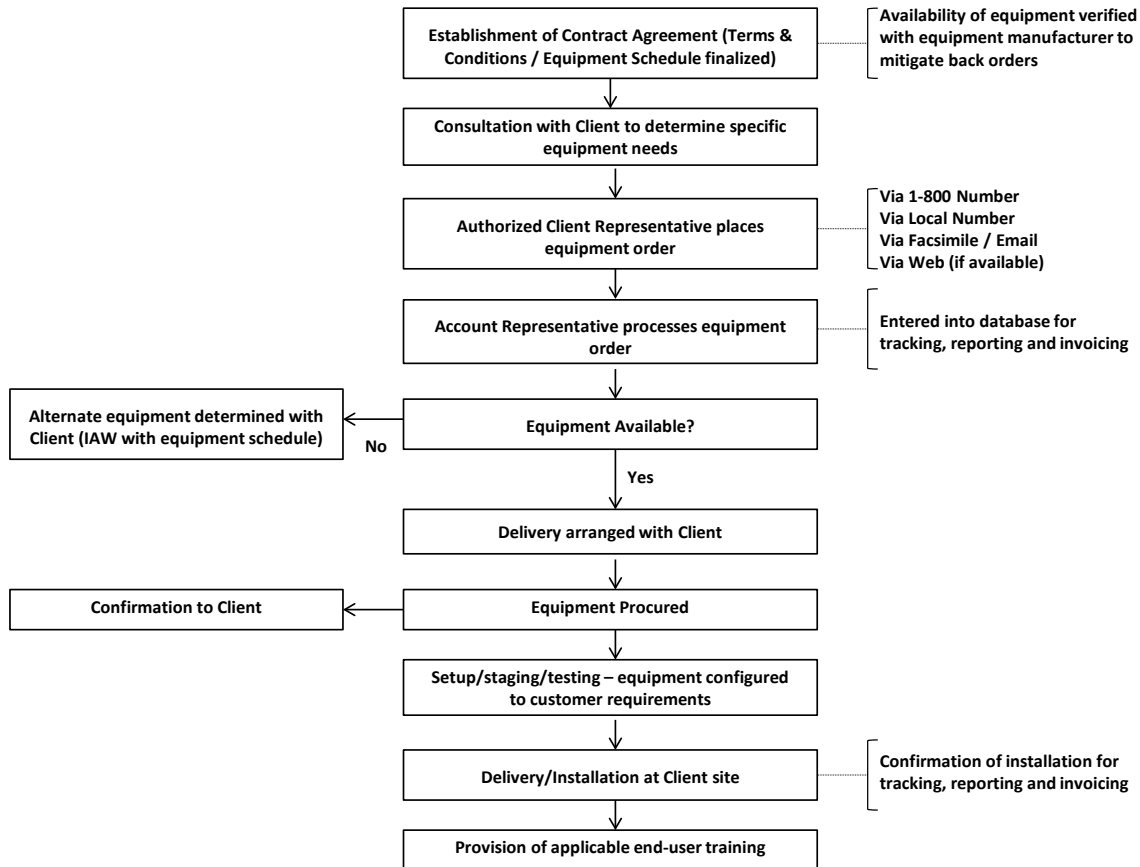 Establishment of Contract Agreement (Terms &
Conditions / Equipment Schedule finalized)
Availability of equipment verified
with equipment manufacturer to
mitigate back orders
Consultation with Client to determine specific
equipment needs
Authorized Client Representative places
equipment order
Via 1-800 Number
Via Local Number
Via Facsimile / Email
Via Web (if available)
Account Representative processes equipment
order
Entered into database for
tracking, reporting and invoicing
Alternate equipment determined with
Client (IAW with equipment schedule)
No
Equipment Available?
Yes
Delivery arranged with Client
Confirmation to Client
Equipment Procured
Setup/staging/testing – equipment configured
to customer requirements
Delivery/Installation at Client site
Confirmation of installation for
tracking, reporting and invoicing
Provision of applicable end-user training